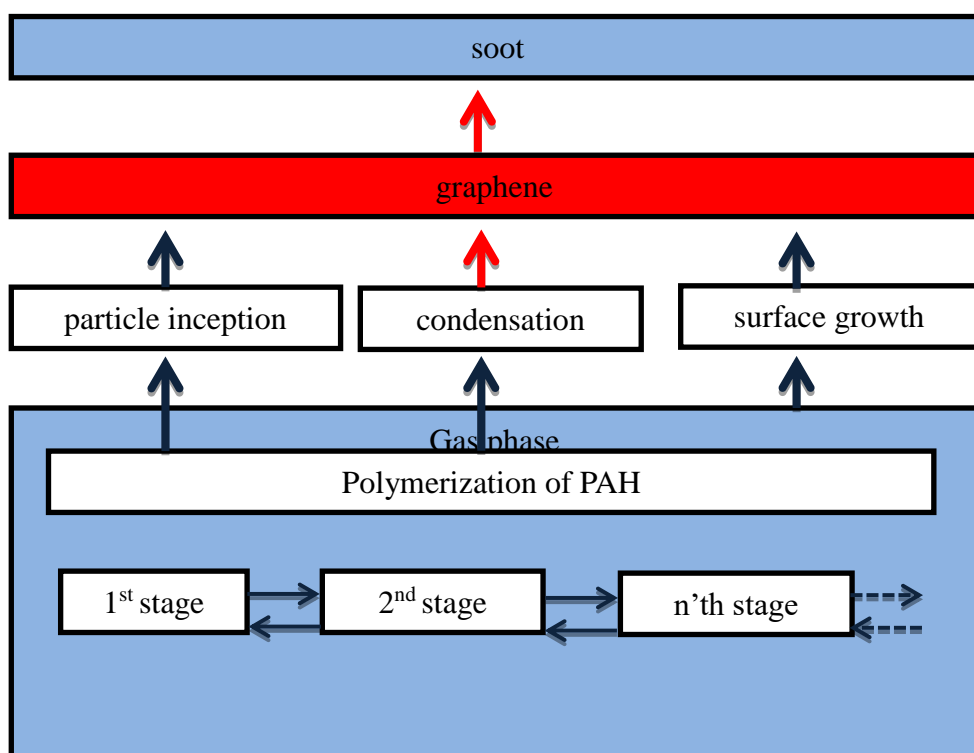 soot
graphene
particle inception
condensation
surface growth
Gas phase
Polymerization of PAH
1st stage
2nd stage
n’th stage